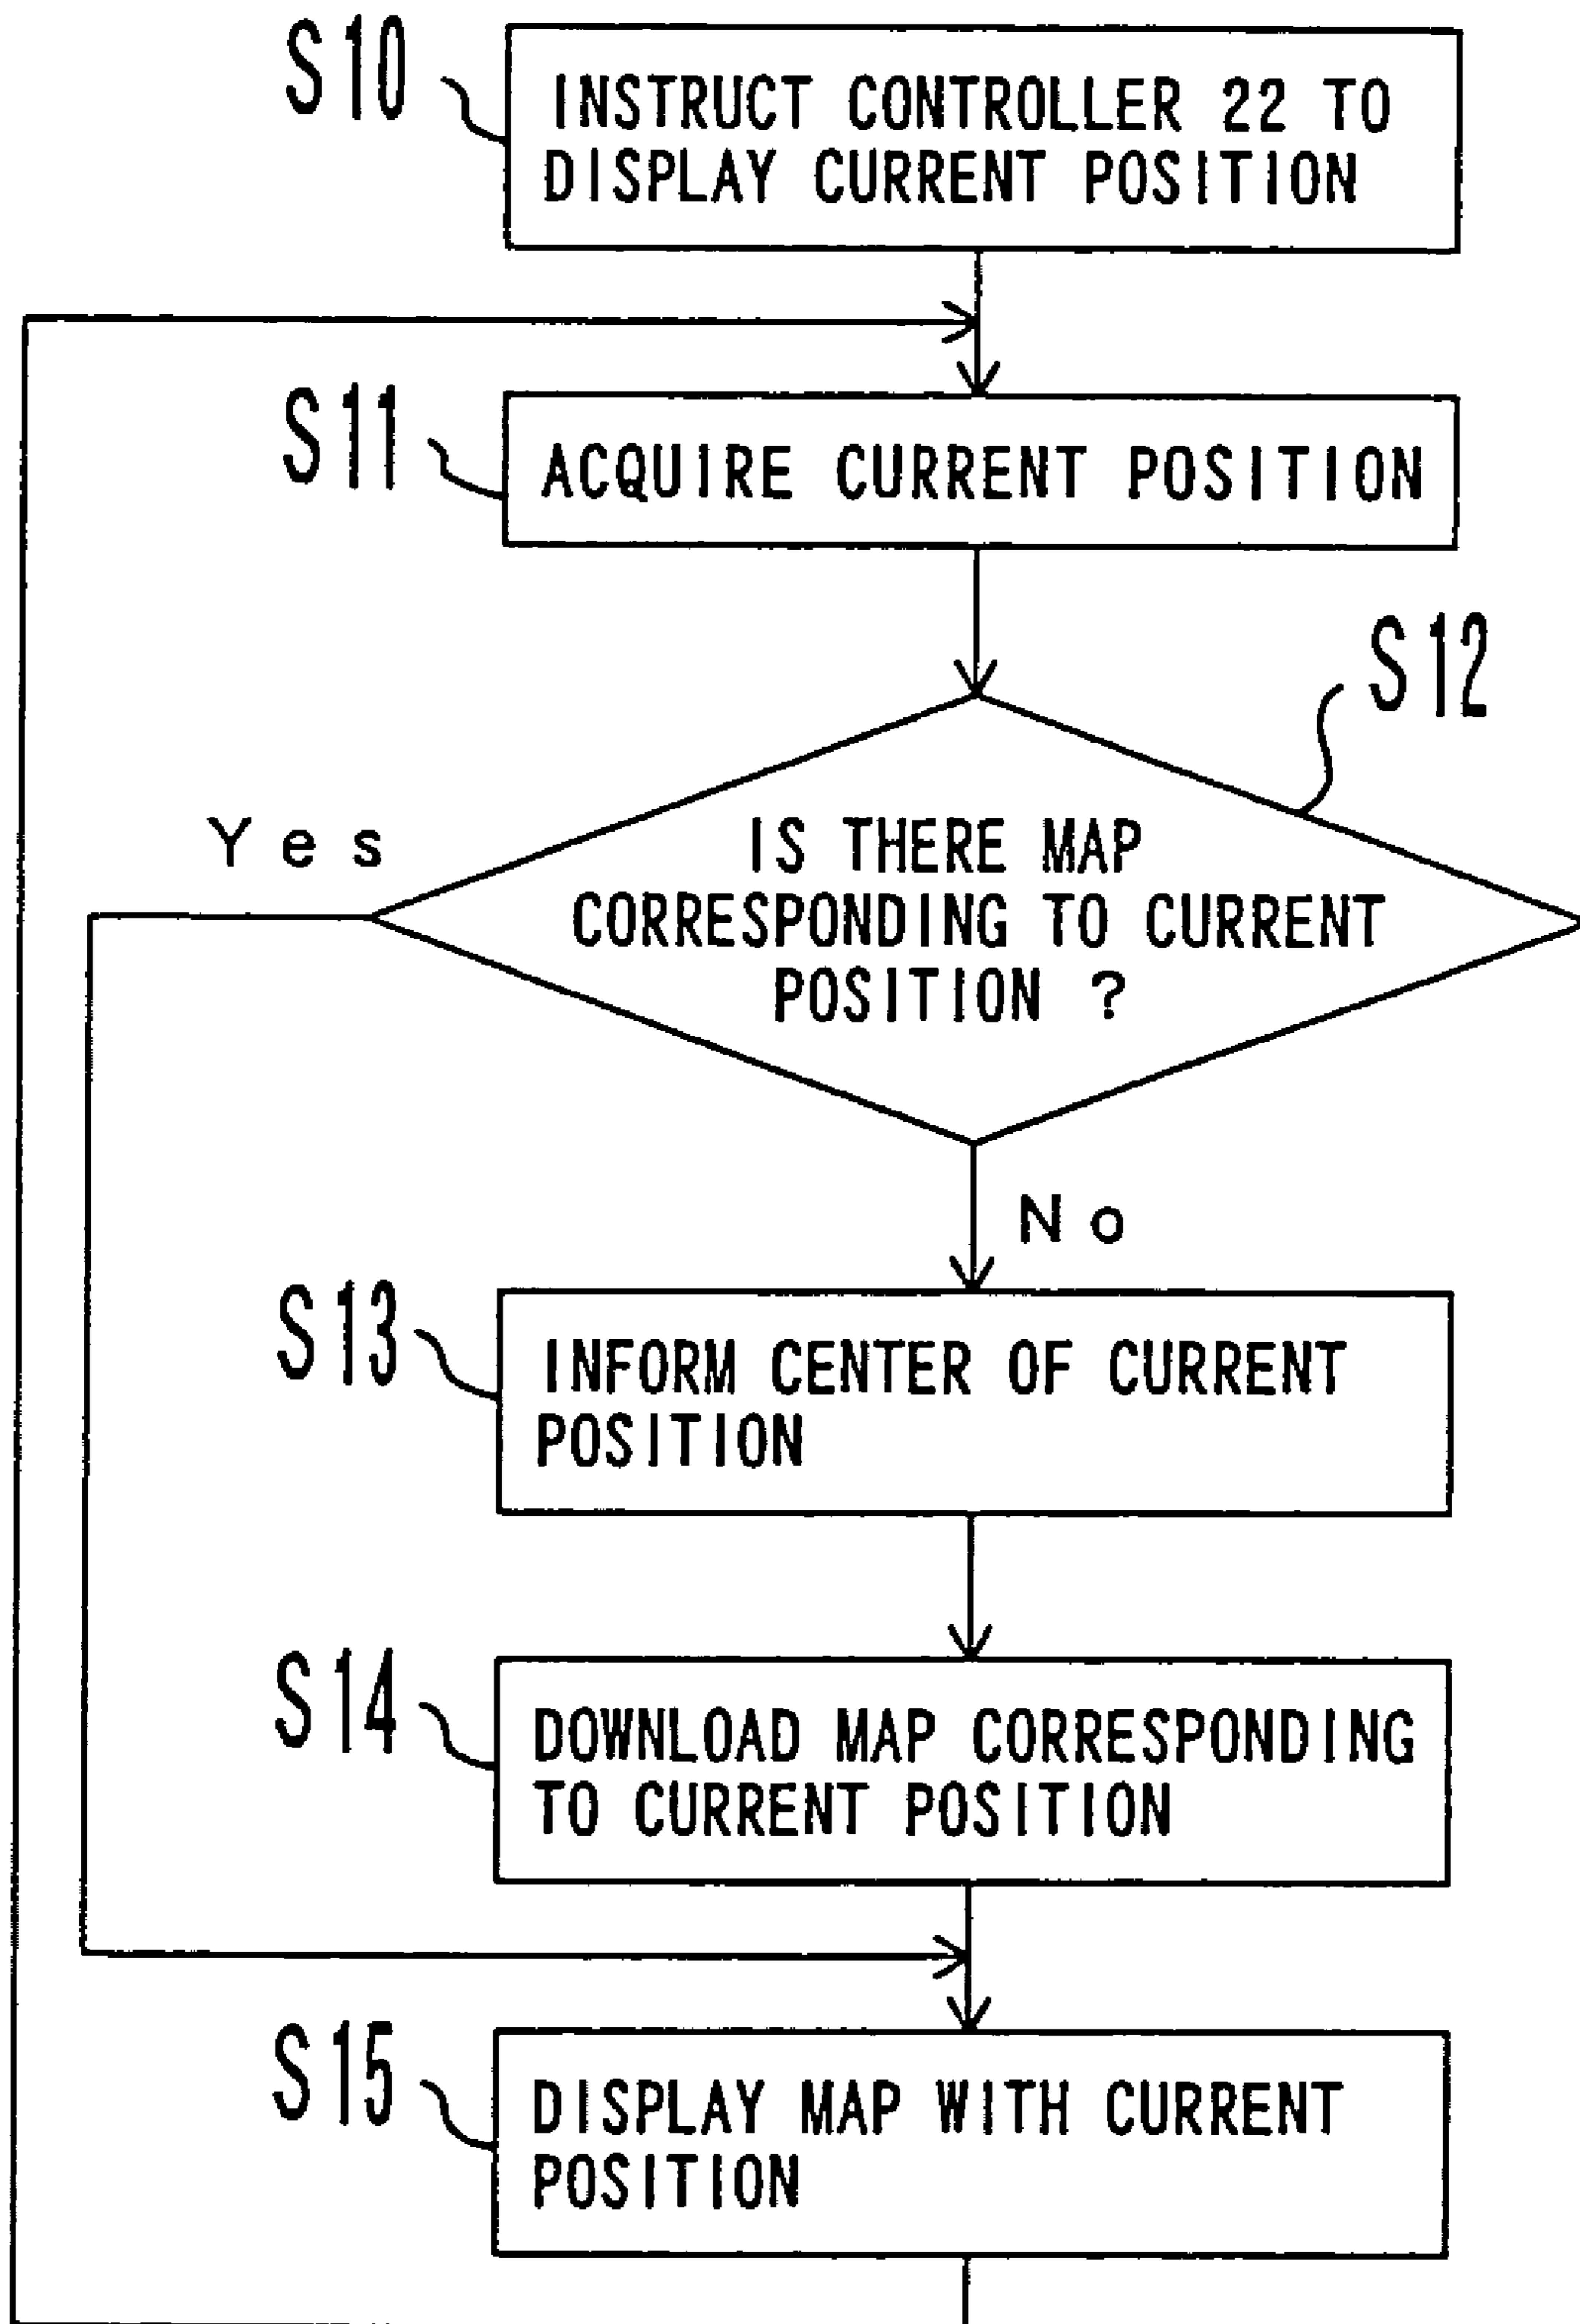 S10
INSTRUCT CONTROLLER 22 TO
DISPLAY CURRENT POSITION
S11
ACQUIRE CURRENT POSITION
S12
Yes
IS THERE MAP
CORRESPONDING TO CURRENT
POSITION ?
No
S13
INFORM CENTER OF CURRENT
POSITION
S14
DOWNLOAD MAP CORRESPONDING
TO CURRENT POSITION
S15
DISPLAY MAP WITH CURRENT
POSITION